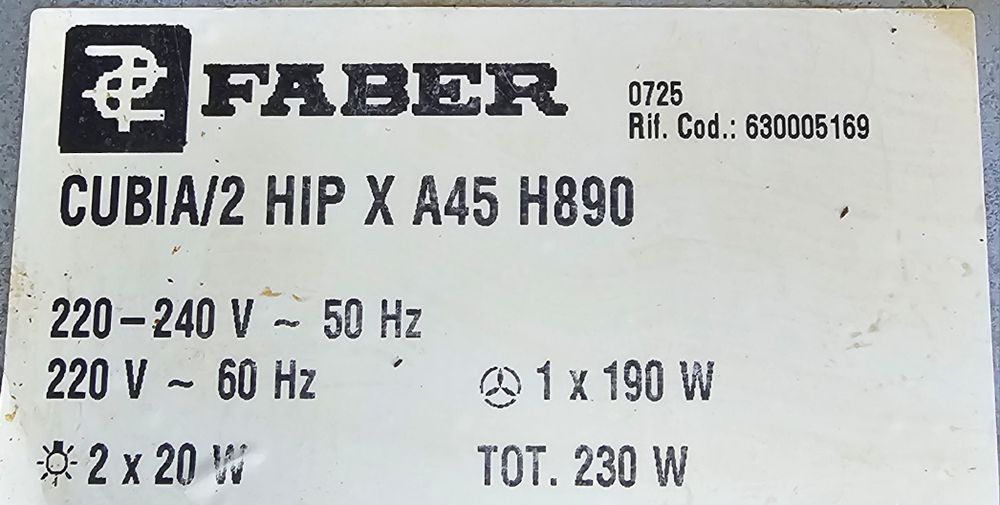 FABER
0725
Rif. Cod.: 630005169
CUBIA/2 HIP X A45 H890
220-240 V ~ 50 Hz
220 V ~ 60 Hz
1 x 190 W
2 x 20 W
TOT. 230 W